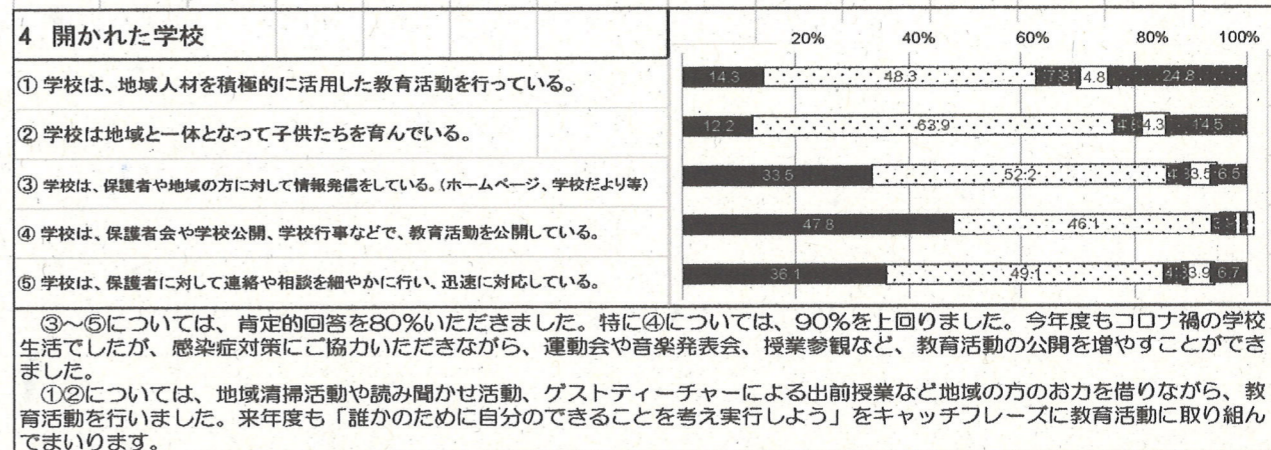 4 開かれた学校
20% 40% 60% 80% 100%
① 学校は、地域人材を積極的に活用した教育活動を行っている。
14.3 48.3 7.8 4.8 24.8
② 学校は地域と一体となって子供たちを育んでいる。
12.2 63.9 4.3 14.5
③ 学校は、保護者や地域の方に対して情報発信をしている。(ホームページ、学校だより等)
33.5 52.2 3.5 6.5
④ 学校は、保護者会や学校公開、学校行事などで、教育活動を公開している。
47.8 46.1
⑤ 学校は、保護者に対して連絡や相談を細やかに行い、迅速に対応している。
36.1 49.1 3.9 6.7
③～⑤については、肯定的回答を80%いただきました。特に④については、90%を上回りました。今年度もコロナ禍の学校
生活でしたが、感染症対策にご協力いただきながら、運動会や音楽発表会、授業参観など、教育活動の公開を増やすことができ
ました。
①②については、地域清掃活動や読み聞かせ活動、ゲストティーチャーによる出前授業など地域の方のお力を借りながら、教
育活動を行いました。来年度も「誰かのために自分のできることを考え実行しよう」をキャッチフレーズに教育活動に取り組ん
でまいります。